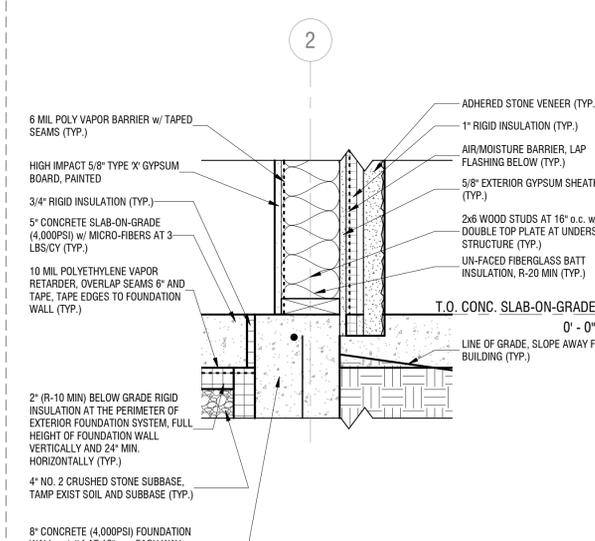 2
6 MIL POLY VAPOR BARRIER w/ TAPED
SEAMS (TYP.)
HIGH IMPACT 5/8" TYPE 'X' GYPSUM
BOARD, PAINTED
3/4" RIGID INSULATION (TYP.)
5" CONCRETE SLAB-ON-GRADE
(4,000PSI) w/ MICRO-FIBERS AT 3
LBS/CY (TYP.)
10 MIL POLYETHYLENE VAPOR
RETARDER, OVERLAP SEAMS 6" AND
TAPE, TAPE EDGES TO FOUNDATION
WALL (TYP.)
2" (R-10 MIN) BELOW GRADE RIGID
INSULATION AT THE PERIMETER OF
EXTERIOR FOUNDATION SYSTEM, FULL
HEIGHT OF FOUNDATION WALL
VERTICALLY AND 24" MIN.
HORIZONTALLY (TYP.)
4" NO. 2 CRUSHED STONE SUBBASE,
TAMP EXIST SOIL AND SUBBASE (TYP.)
8" CONCRETE (4,000PSI) FOUNDATION
ADHERED STONE VENEER (TYP.
1" RIGID INSULATION (TYP.)
AIR/MOISTURE BARRIER, LAP
FLASHING BELOW (TYP.)
5/8" EXTERIOR GYPSUM SHEATH
(TYP.)
2x6 WOOD STUDS AT 16" o.c. w
DOUBLE TOP PLATE AT UNDERS
STRUCTURE (TYP.)
UN-FACED FIBERGLASS BATT
INSULATION, R-20 MIN (TYP.)
T.O. CONC. SLAB-ON-GRADE
0' - 0"
LINE OF GRADE, SLOPE AWAY F
BUILDING (TYP.)